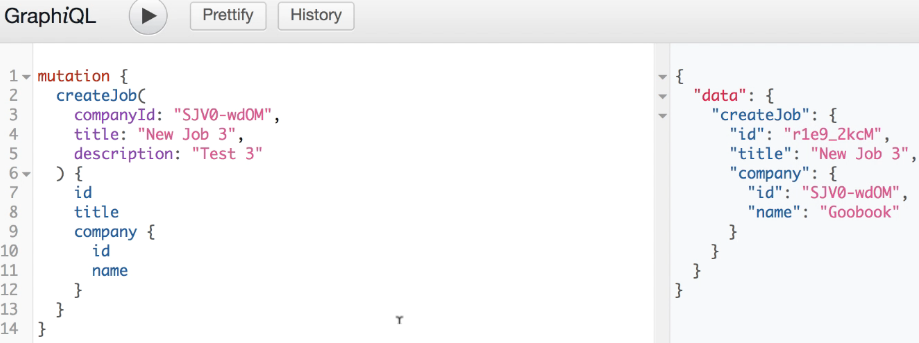 GraphiQL Prettify History
1 mutation {
2 createJob(
3 companyId: "SJV0-wdOM",
4 title: "New Job 3",
5 description: "Test 3"
6 ) {
7 id
8 title
9 company {
10 id
11 name
12 }
13 }
14 }
{
"data": {
"createJob": {
"id": "r1e9_2kcM",
"title": "New Job 3",
"company": {
"id": "SJV0-wdOM",
"name": "Goobook"
}
}
}
}